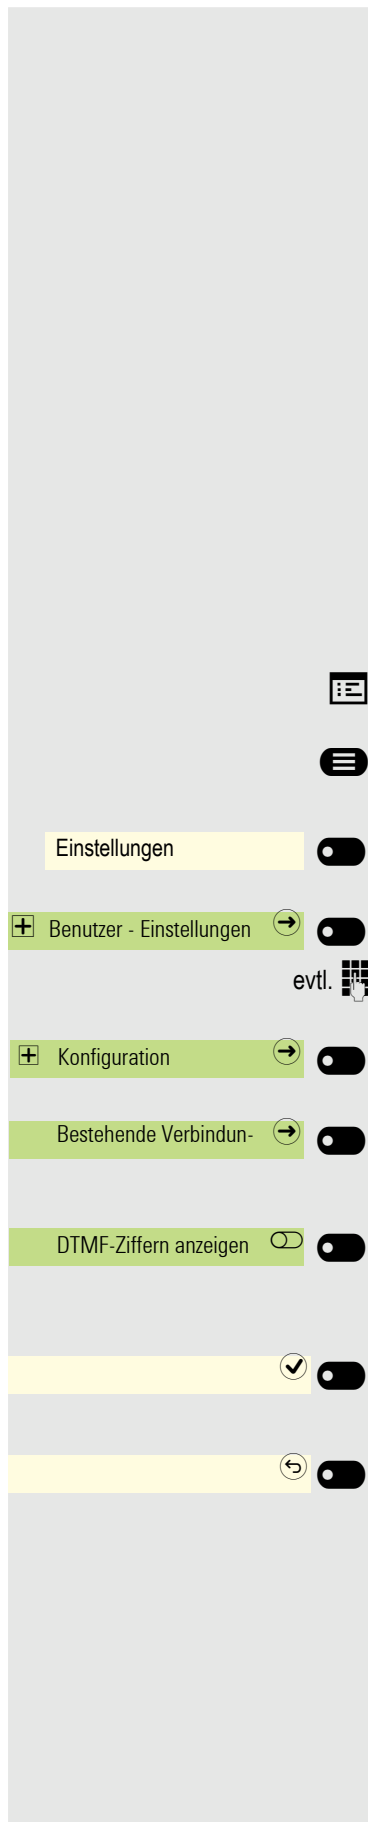 Einstellungen
Benutzer - Einstellungen
evtl.
Konfiguration
Bestehende Verbindun-
DTMF-Ziffern anzeigen